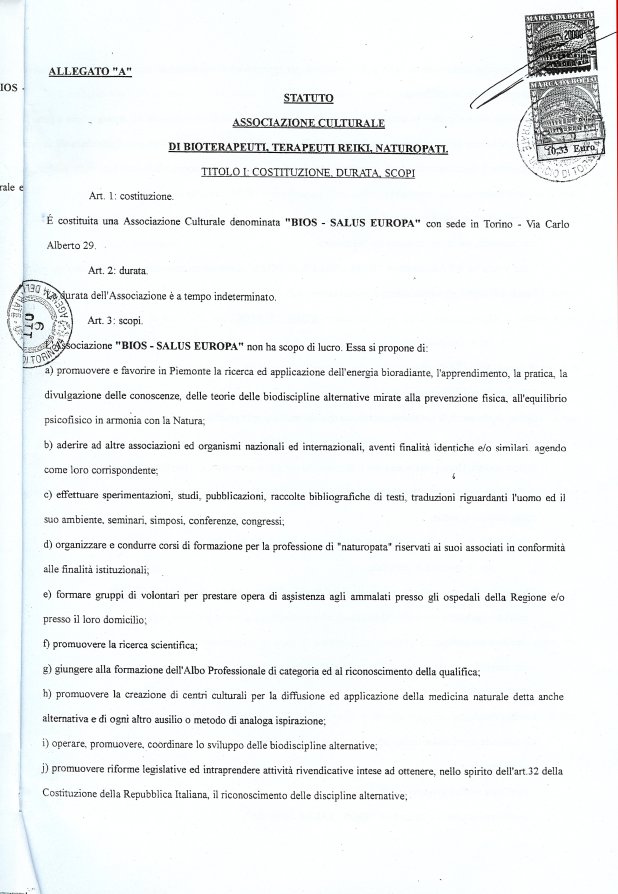 MARCA DA BOLLO
20000
MARCA DA BOLLO
10,33 Euro
ALLEGATO "A"
IOS -
STATUTO
ASSOCIAZIONE CULTURALE
DI BIOTERAPEUTI, TERAPEUTI REIKI, NATUROPATI.
TITOLO I: COSTITUZIONE, DURATA, SCOPI
rale e
Art. 1: costituzione.
É costituita una Associazione Culturale denominata "BIOS - SALUS EUROPA" con sede in Torino - Via Carlo
Alberto 29.
Art. 2: durata.
La durata dell'Associazione è a tempo indeterminato.
Art. 3: scopi.
L'Associazione "BIOS - SALUS EUROPA" non ha scopo di lucro. Essa si propone di:
a) promuovere e favorire in Piemonte la ricerca ed applicazione dell'energia bioradiante, l'apprendimento, la pratica, la
divulgazione delle conoscenze, delle teorie delle biodiscipline alternative mirate alla prevenzione fisica, all'equilibrio
psicofisico in armonia con la Natura;
b) aderire ad altre associazioni ed organismi nazionali ed internazionali, aventi finalità identiche e/o similari. agendo
come loro corrispondente;
c) effettuare sperimentazioni, studi, pubblicazioni, raccolte bibliografiche di testi, traduzioni riguardanti l'uomo ed il
suo ambiente, seminari, simposi, conferenze, congressi;
d) organizzare e condurre corsi di formazione per la professione di "naturopata" riservati ai suoi associati in conformità
alle finalità istituzionali;
e) formare gruppi di volontari per prestare opera di assistenza agli ammalati presso gli ospedali della Regione e/o
presso il loro domicilio;
f) promuovere la ricerca scientifica;
g) giungere alla formazione dell'Albo Professionale di categoria ed al riconoscimento della qualifica;
h) promuovere la creazione di centri culturali per la diffusione ed applicazione della medicina naturale detta anche
alternativa e di ogni altro ausilio o metodo di analoga ispirazione;
i) operare, promuovere, coordinare lo sviluppo delle biodiscipline alternative;
j) promuovere riforme legislative ed intraprendere attività rivendicative intese ad ottenere, nello spirito dell'art.32 della
Costituzione della Repubblica Italiana, il riconoscimento delle discipline alternative;